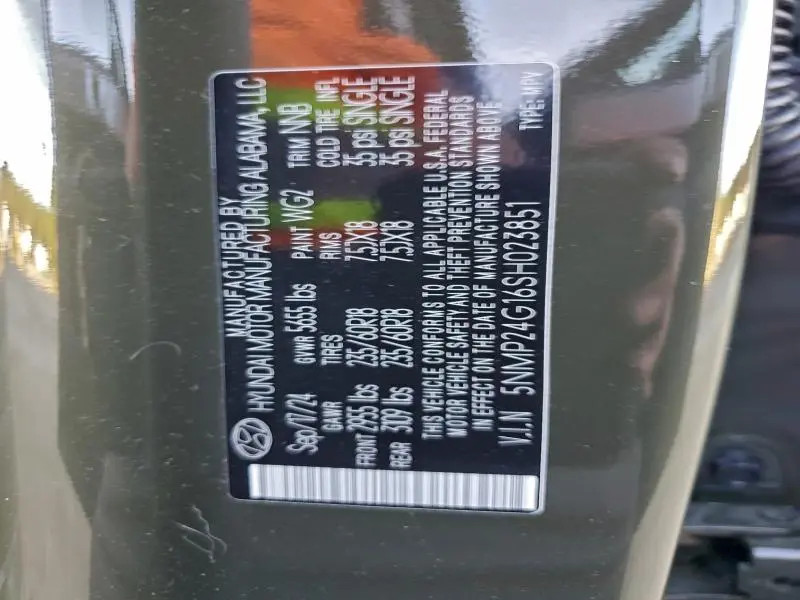 MANUFACTURED BY
HYUNDAI MOTOR MANUFACTURING ALABAMA, LLC
Sep/17/24 GVWR 5655 lbs PAINT WG2 TRIM NNB
GAWR TIRES RIMS COLD TIRE INFL
FRONT 2955 lbs 235/60R18 7.5JX18 35 psi SNGLE
REAR 3109 lbs 235/60R18 7.5JX18 35 psi SNGLE
THIS VEHICLE CONFORMS TO ALL APPLICABLE U.S.A. FEDERAL
MOTOR VEHICLE SAFETY AND THEFT PREVENTION STANDARDS
IN EFFECT ON THE DATE OF MANUFACTURE SHOWN ABOVE
V.I.N 5NMP24G16SH023851 TYPE: MPV